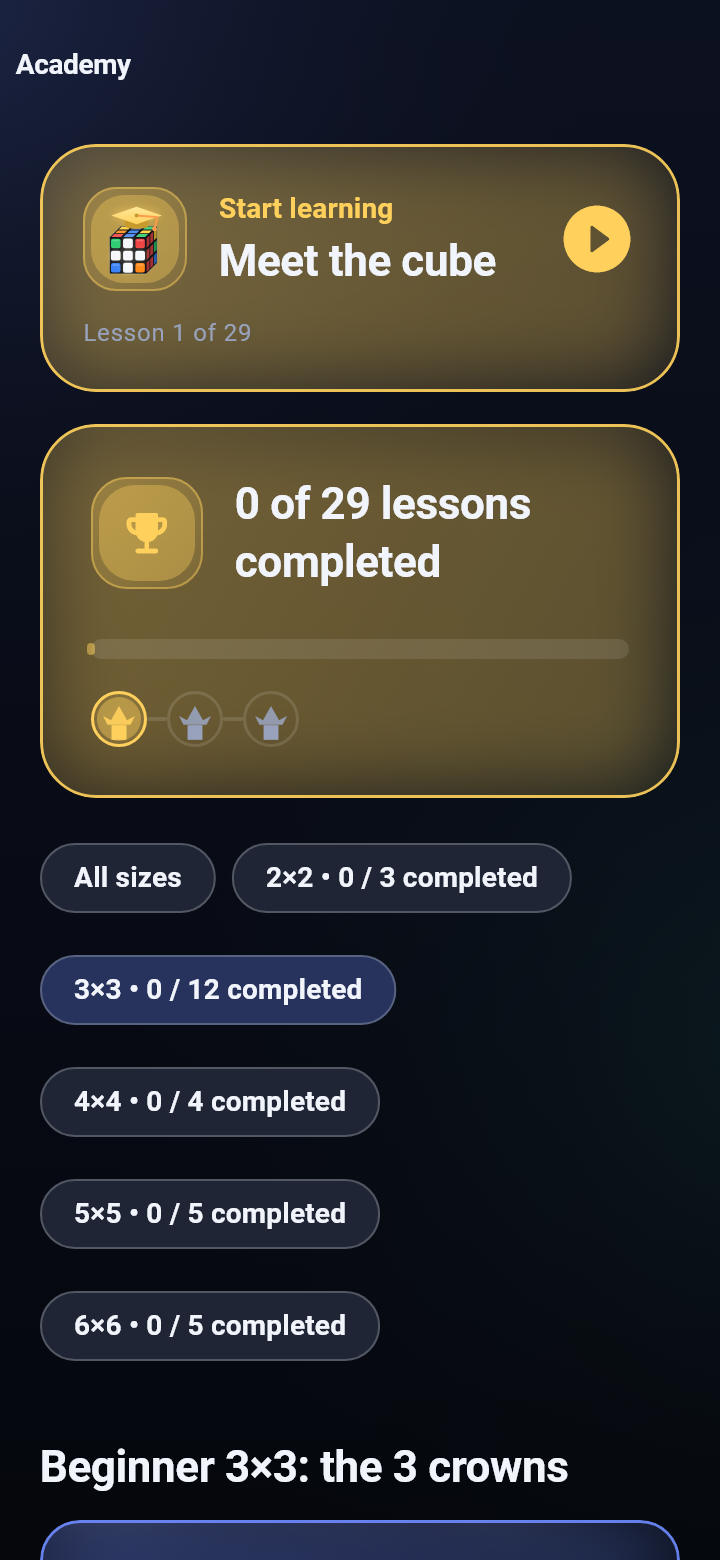 Academy
Start learning
Meet the cube
Lesson 1 of 29
0 of 29 lessons
completed
All sizes
2×2 • 0 / 3 completed
3×3 • 0 / 12 completed
4×4 • 0 / 4 completed
5×5 • 0 / 5 completed
6×6 • 0 / 5 completed
Beginner 3×3: the 3 crowns